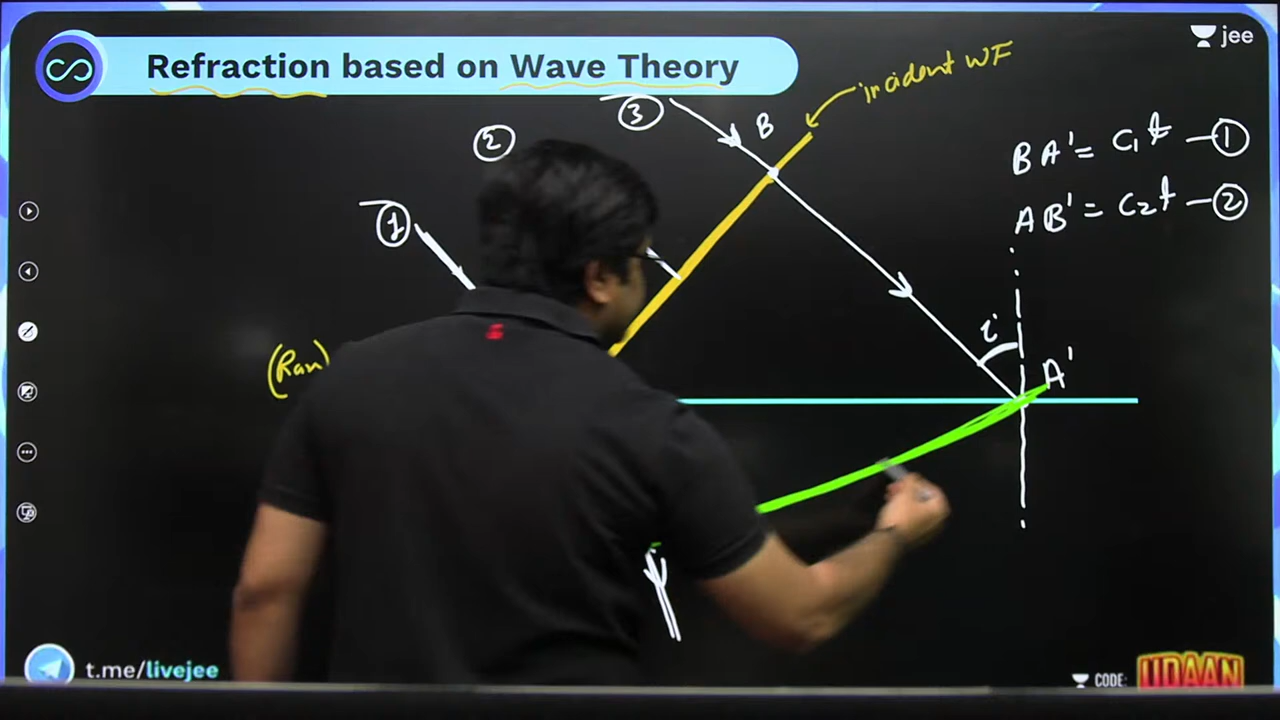 jee
Refraction based on Wave Theory
incident WF
③
B
②
BA' = C₁t —①
①
AB' = C₂t —②
i
A'
t.me/livejee
CODE: UDAAN